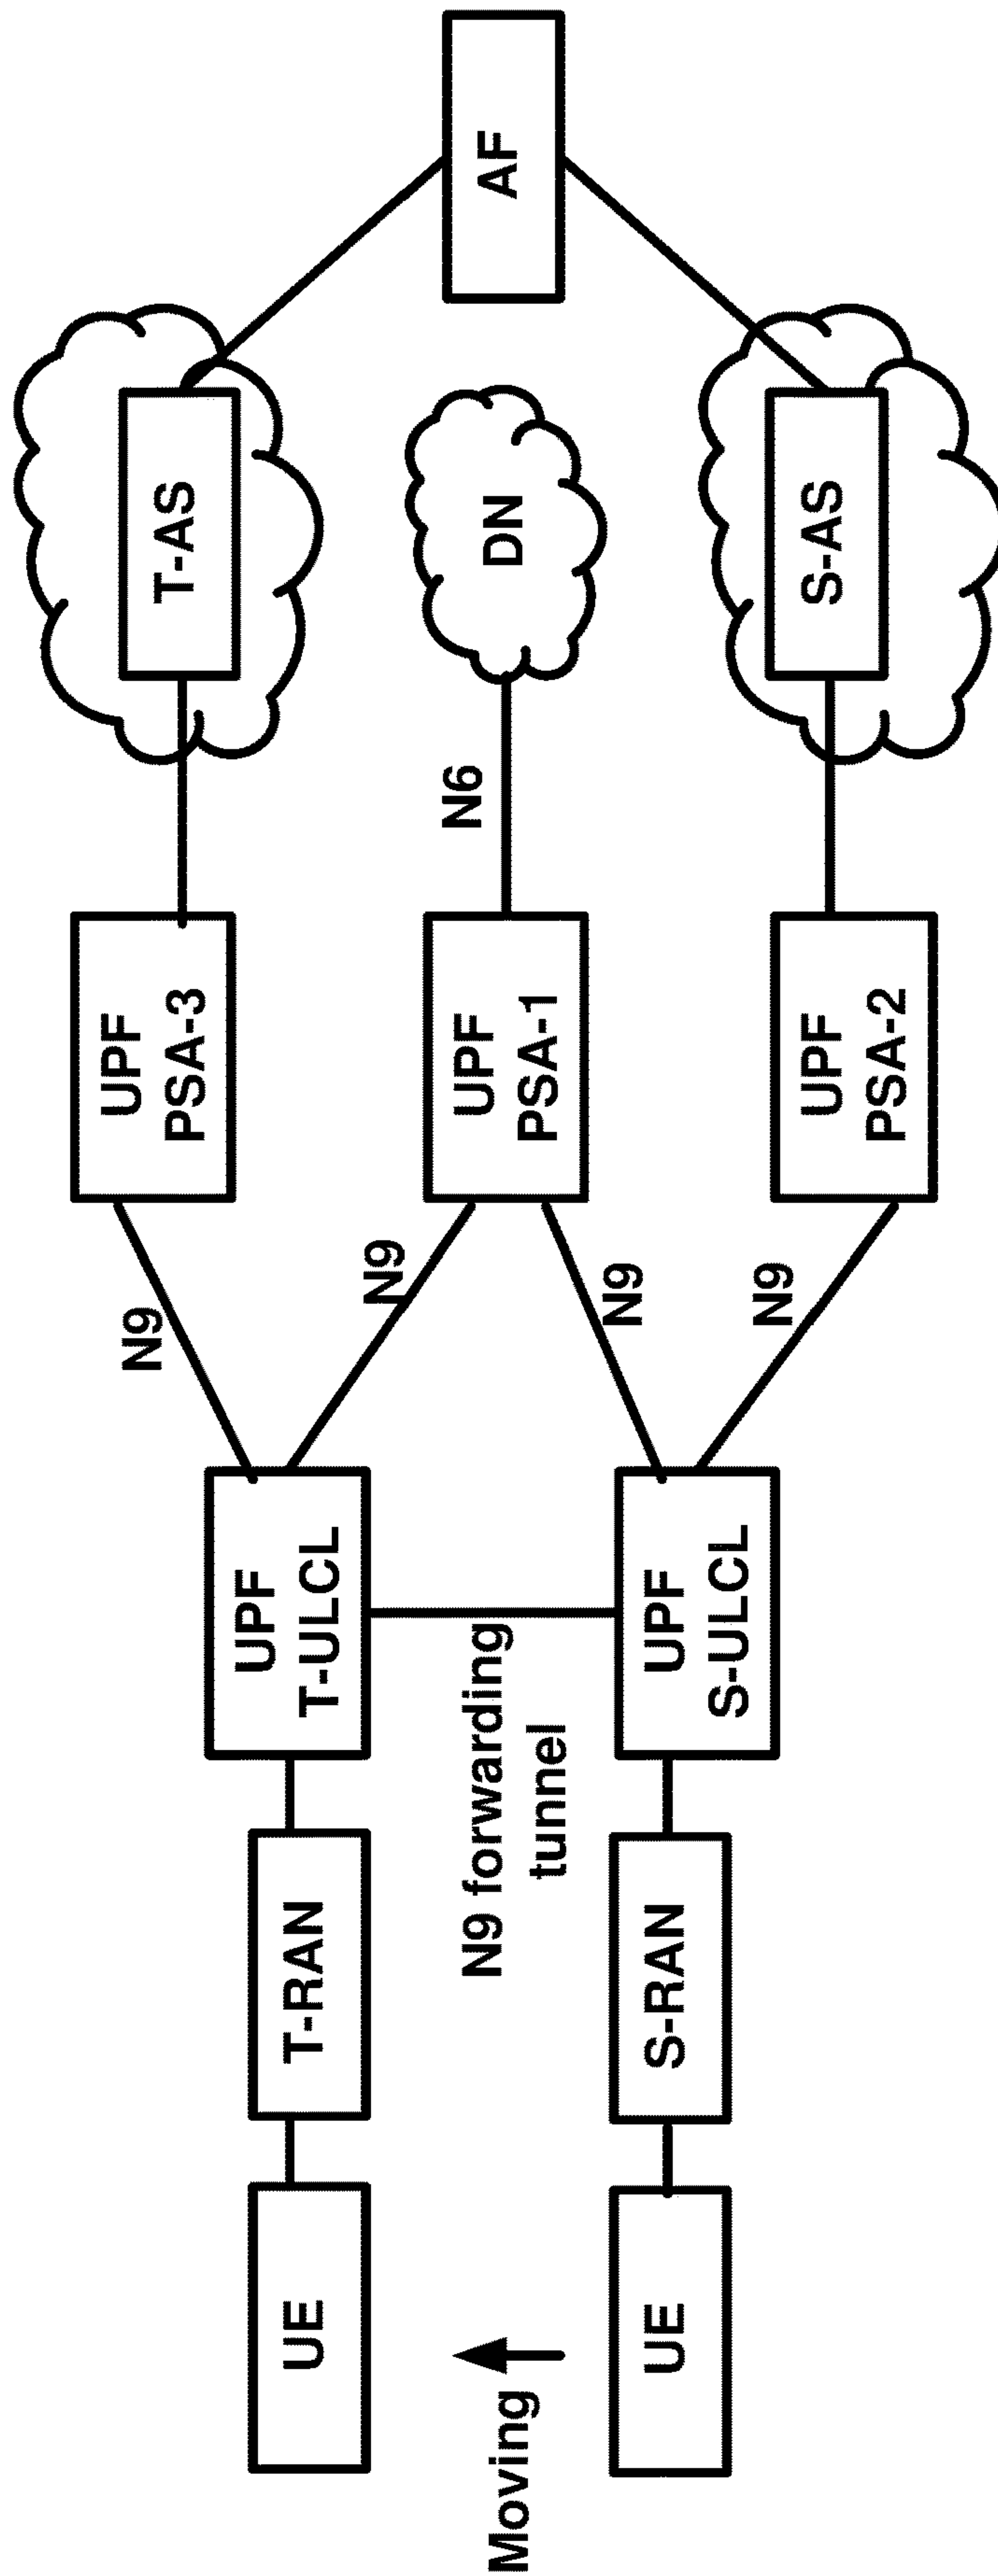 UE
T-RAN
UPF
T-ULCL
N9
UPF
PSA-3
T-AS
Moving
N9 forwarding
tunnel
N9
UPF
PSA-1
N6
DN
AF
N9
UE
S-RAN
UPF
S-ULCL
N9
UPF
PSA-2
S-AS